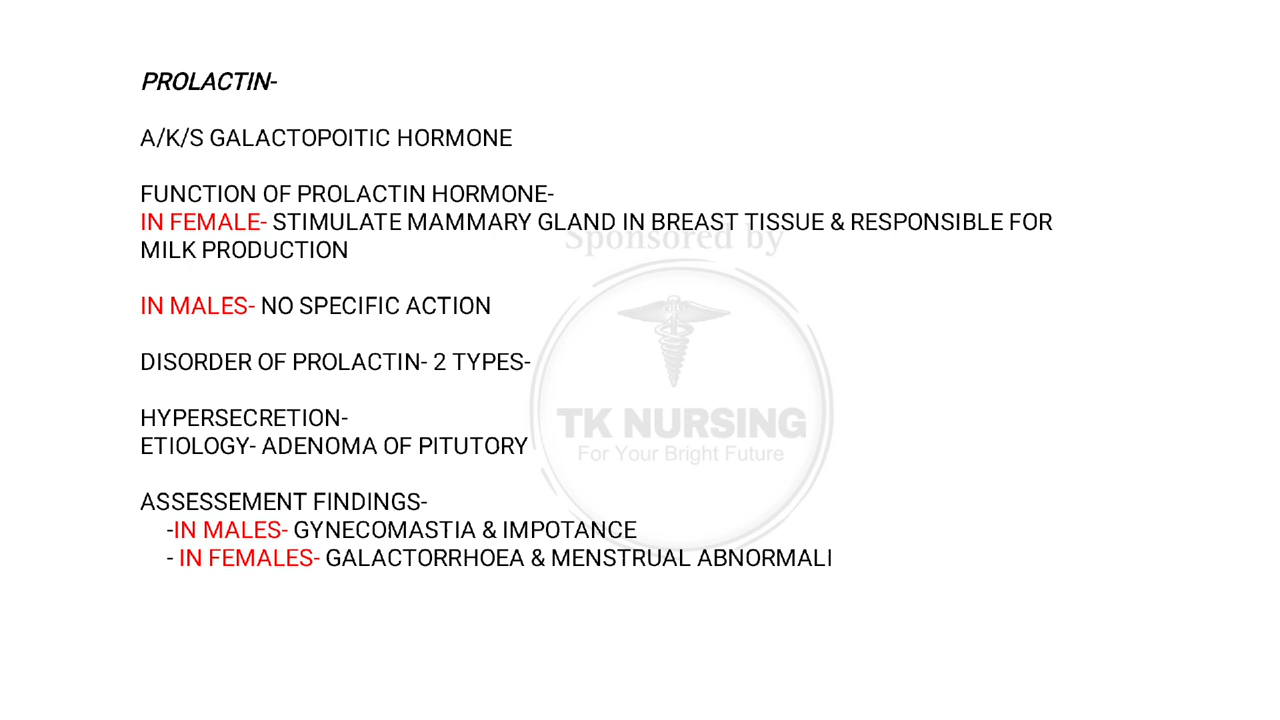 PROLACTIN-
A/K/S GALACTOPOITIC HORMONE
FUNCTION OF PROLACTIN HORMONE-
IN FEMALE- STIMULATE MAMMARY GLAND IN BREAST TISSUE & RESPONSIBLE FOR
MILK PRODUCTION
Sponsored by
IN MALES- NO SPECIFIC ACTION
DISORDER OF PROLACTIN- 2 TYPES-
HYPERSECRETION-
TK NURSING
ETIOLOGY- ADENOMA OF PITUTORY
For Your Bright Future
ASSESSEMENT FINDINGS-
-IN MALES- GYNECOMASTIA & IMPOTANCE
- IN FEMALES- GALACTORRHOEA & MENSTRUAL ABNORMALI